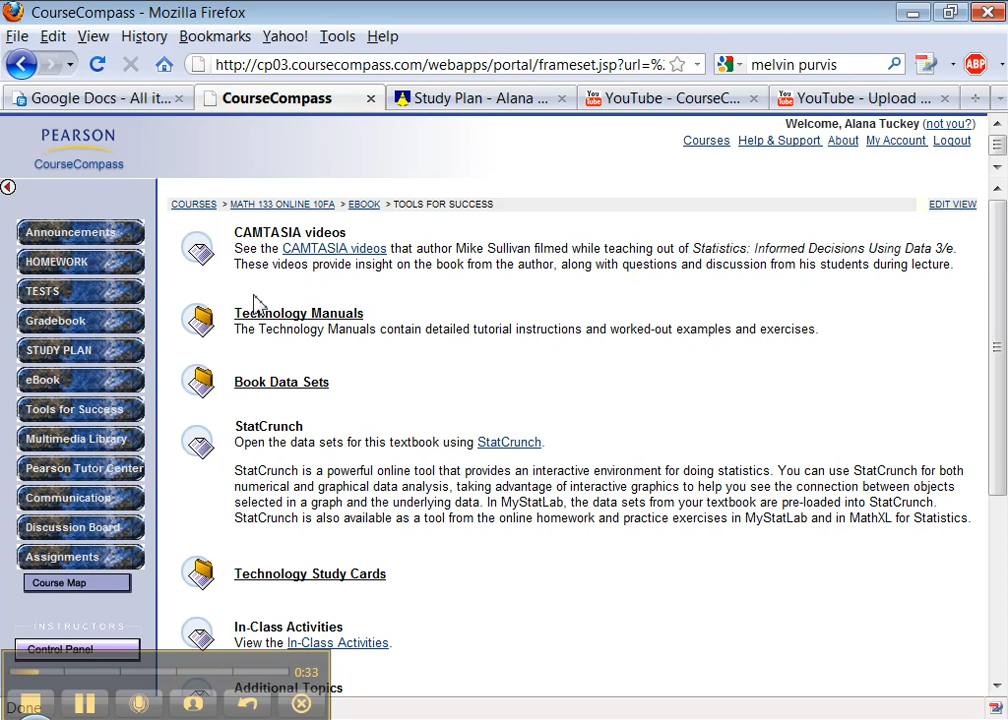 CourseCompass - Mozilla Firefox
File Edit View History Bookmarks Yahoo! Tools Help
http://cp03.coursecompass.com/webapps/portal/frameset.jsp?url=%2
melvin purvis
ABP
Google Docs - All it...
CourseCompass
Study Plan - Alana ...
YouTube - CourseC...
YouTube - Upload ...
Welcome, Alana Tuckey (not you?)
PEARSON
CourseCompass
Courses Help & Support About My Account Logout
COURSES > MATH 133 ONLINE 10FA > EBOOK > TOOLS FOR SUCCESS
EDIT VIEW
Announcements
HOMEWORK
TESTS
Gradebook
STUDY PLAN
eBook
Tools for Success
Multimedia Library
Pearson Tutor Center
Communication
Discussion Board
Assignments
Course Map
INSTRUCTORS
Control Panel
CAMTASIA videos
See the CAMTASIA videos that author Mike Sullivan filmed while teaching out of Statistics: Informed Decisions Using Data 3/e.
These videos provide insight on the book from the author, along with questions and discussion from his students during lecture.
Technology Manuals
The Technology Manuals contain detailed tutorial instructions and worked-out examples and exercises.
Book Data Sets
StatCrunch
Open the data sets for this textbook using StatCrunch.
StatCrunch is a powerful online tool that provides an interactive environment for doing statistics. You can use StatCrunch for both
numerical and graphical data analysis, taking advantage of interactive graphics to help you see the connection between objects
selected in a graph and the underlying data. In MyStatLab, the data sets from your textbook are pre-loaded into StatCrunch.
StatCrunch is also available as a tool from the online homework and practice exercises in MyStatLab and in MathXL for Statistics.
Technology Study Cards
In-Class Activities
View the In-Class Activities.
Additional Topics
0:33
Done